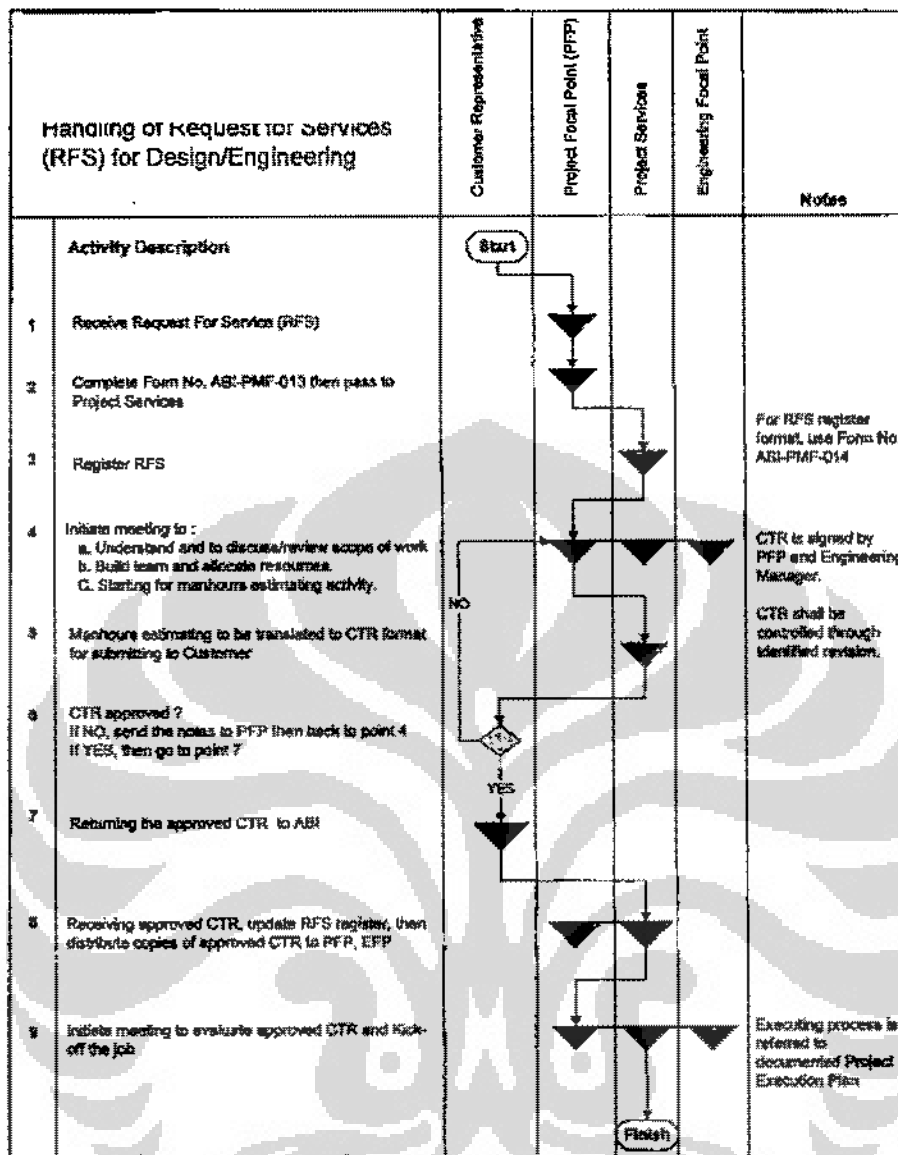 Handling of Request for Services
(RFS) for Design/Engineering
Customer Representative
Project Focal Point (PFP)
Project Services
Engineering Focal Point
Notes
Activity Description
Start
1 Receive Request For Service (RFS)
2 Complete Form No. ABI-PMF-013 then pass to
Project Services
3 Register RFS
For RFS register
format, use Form No
ABI-PMF-014
4 Initiate meeting to :
a. Understand and to discuss/review scope of work
b. Build team and allocate resources.
C. Starting for manhours estimating activity.
CTR is signed by
PFP and Engineering
Manager.
NO
5 Manhours estimating to be translated to CTR format
for submitting to Customer
CTR shall be
controlled through
identified revision.
6 CTR approved ?
If NO, send the notes to PFP then back to point 4
If YES, then go to point 7
YES
7 Returning the approved CTR to ABI
8 Receiving approved CTR, update RFS register, then
distribute copies of approved CTR to PFP, EFP
9 Initiate meeting to evaluate approved CTR and Kick-
off the job
Executing process is
referred to
documented Project
Execution Plan
Finish